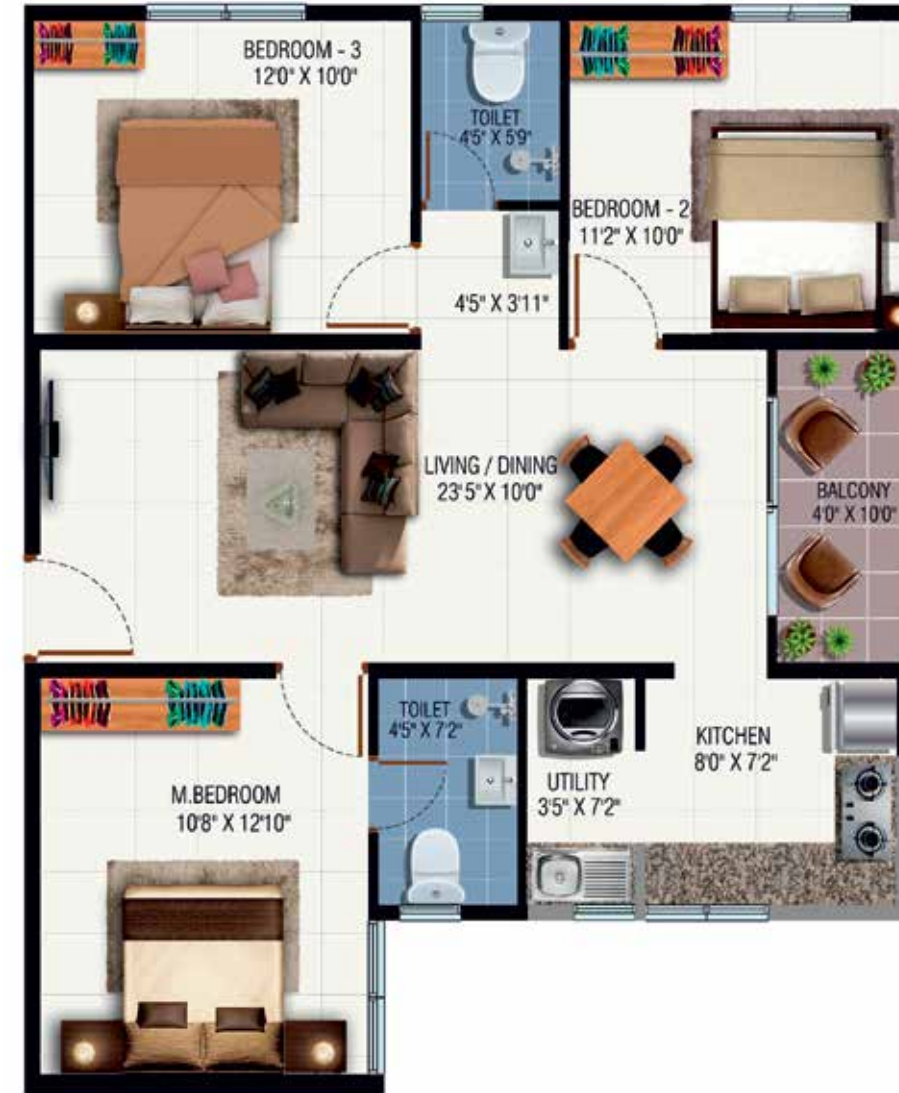 BEDROOM - 3
12'0" X 10'0"
TOILET
4'5" X 5'9"
BEDROOM - 2
11'2" X 10'0"
4'5" X 3'11"
LIVING / DINING
23'5" X 10'0"
BALCONY
4'0" X 10'0"
TOILET
4'5" X 7'2"
KITCHEN
8'0" X 7'2"
UTILITY
3'5" X 7'2"
M.BEDROOM
10'8" X 12'10"